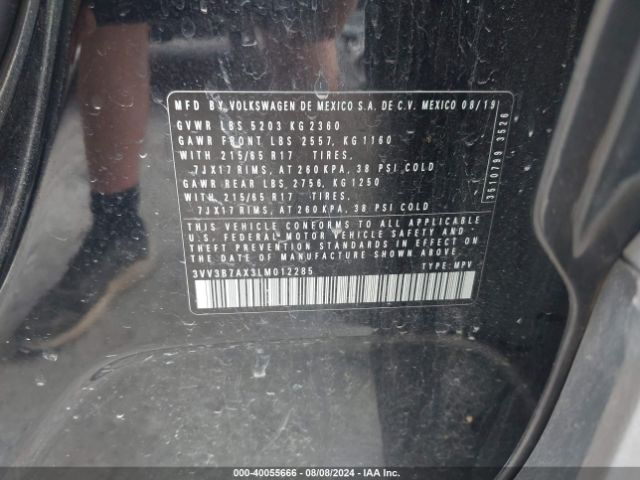 MFD BY VOLKSWAGEN DE MEXICO S.A. DE C.V. MEXICO 08/19
GVWR LBS 5203 KG 2360
GAWR FRONT LBS 2557, KG 1160
WITH 215/65 R17 TIRES,
7JX17 RIMS, AT 260 KPA, 38 PSI COLD
GAWR REAR LBS 2756, KG 1250
WITH 215/65 R17 TIRES,
7JX17 RIMS, AT 260 KPA, 38 PSI COLD
THIS VEHICLE CONFORMS TO ALL APPLICABLE
U.S. FEDERAL MOTOR VEHICLE SAFETY AND
THEFT PREVENTION STANDARDS IN EFFECT ON
THE DATE OF MANUFACTURE SHOWN ABOVE
3VV3B7AX3LM012285 TYPE: MPV
3510799 3526
000-40055666 - 08/08/2024 - IAA Inc.